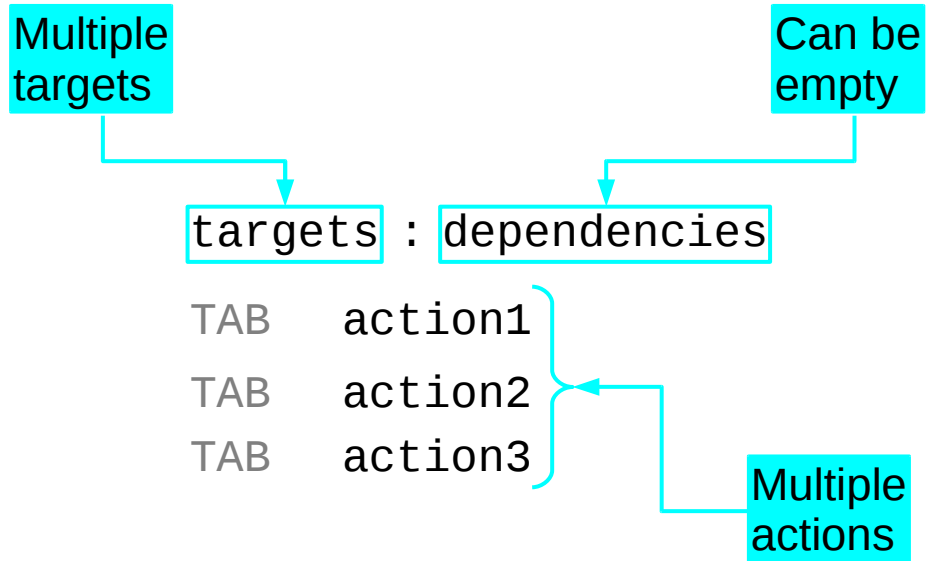 Multiple
targets
Can be
empty
targets : dependencies
TAB action1
TAB action2
TAB action3
Multiple
actions